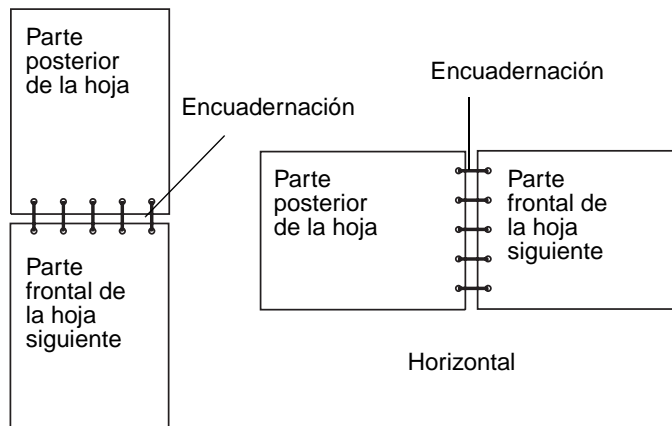 Parte
posterior
de la hoja
Encuadernación
Parte
frontal de
la hoja
siguiente
Encuadernación
Parte
posterior
de la hoja
Parte
frontal de
la hoja
siguiente
Horizontal